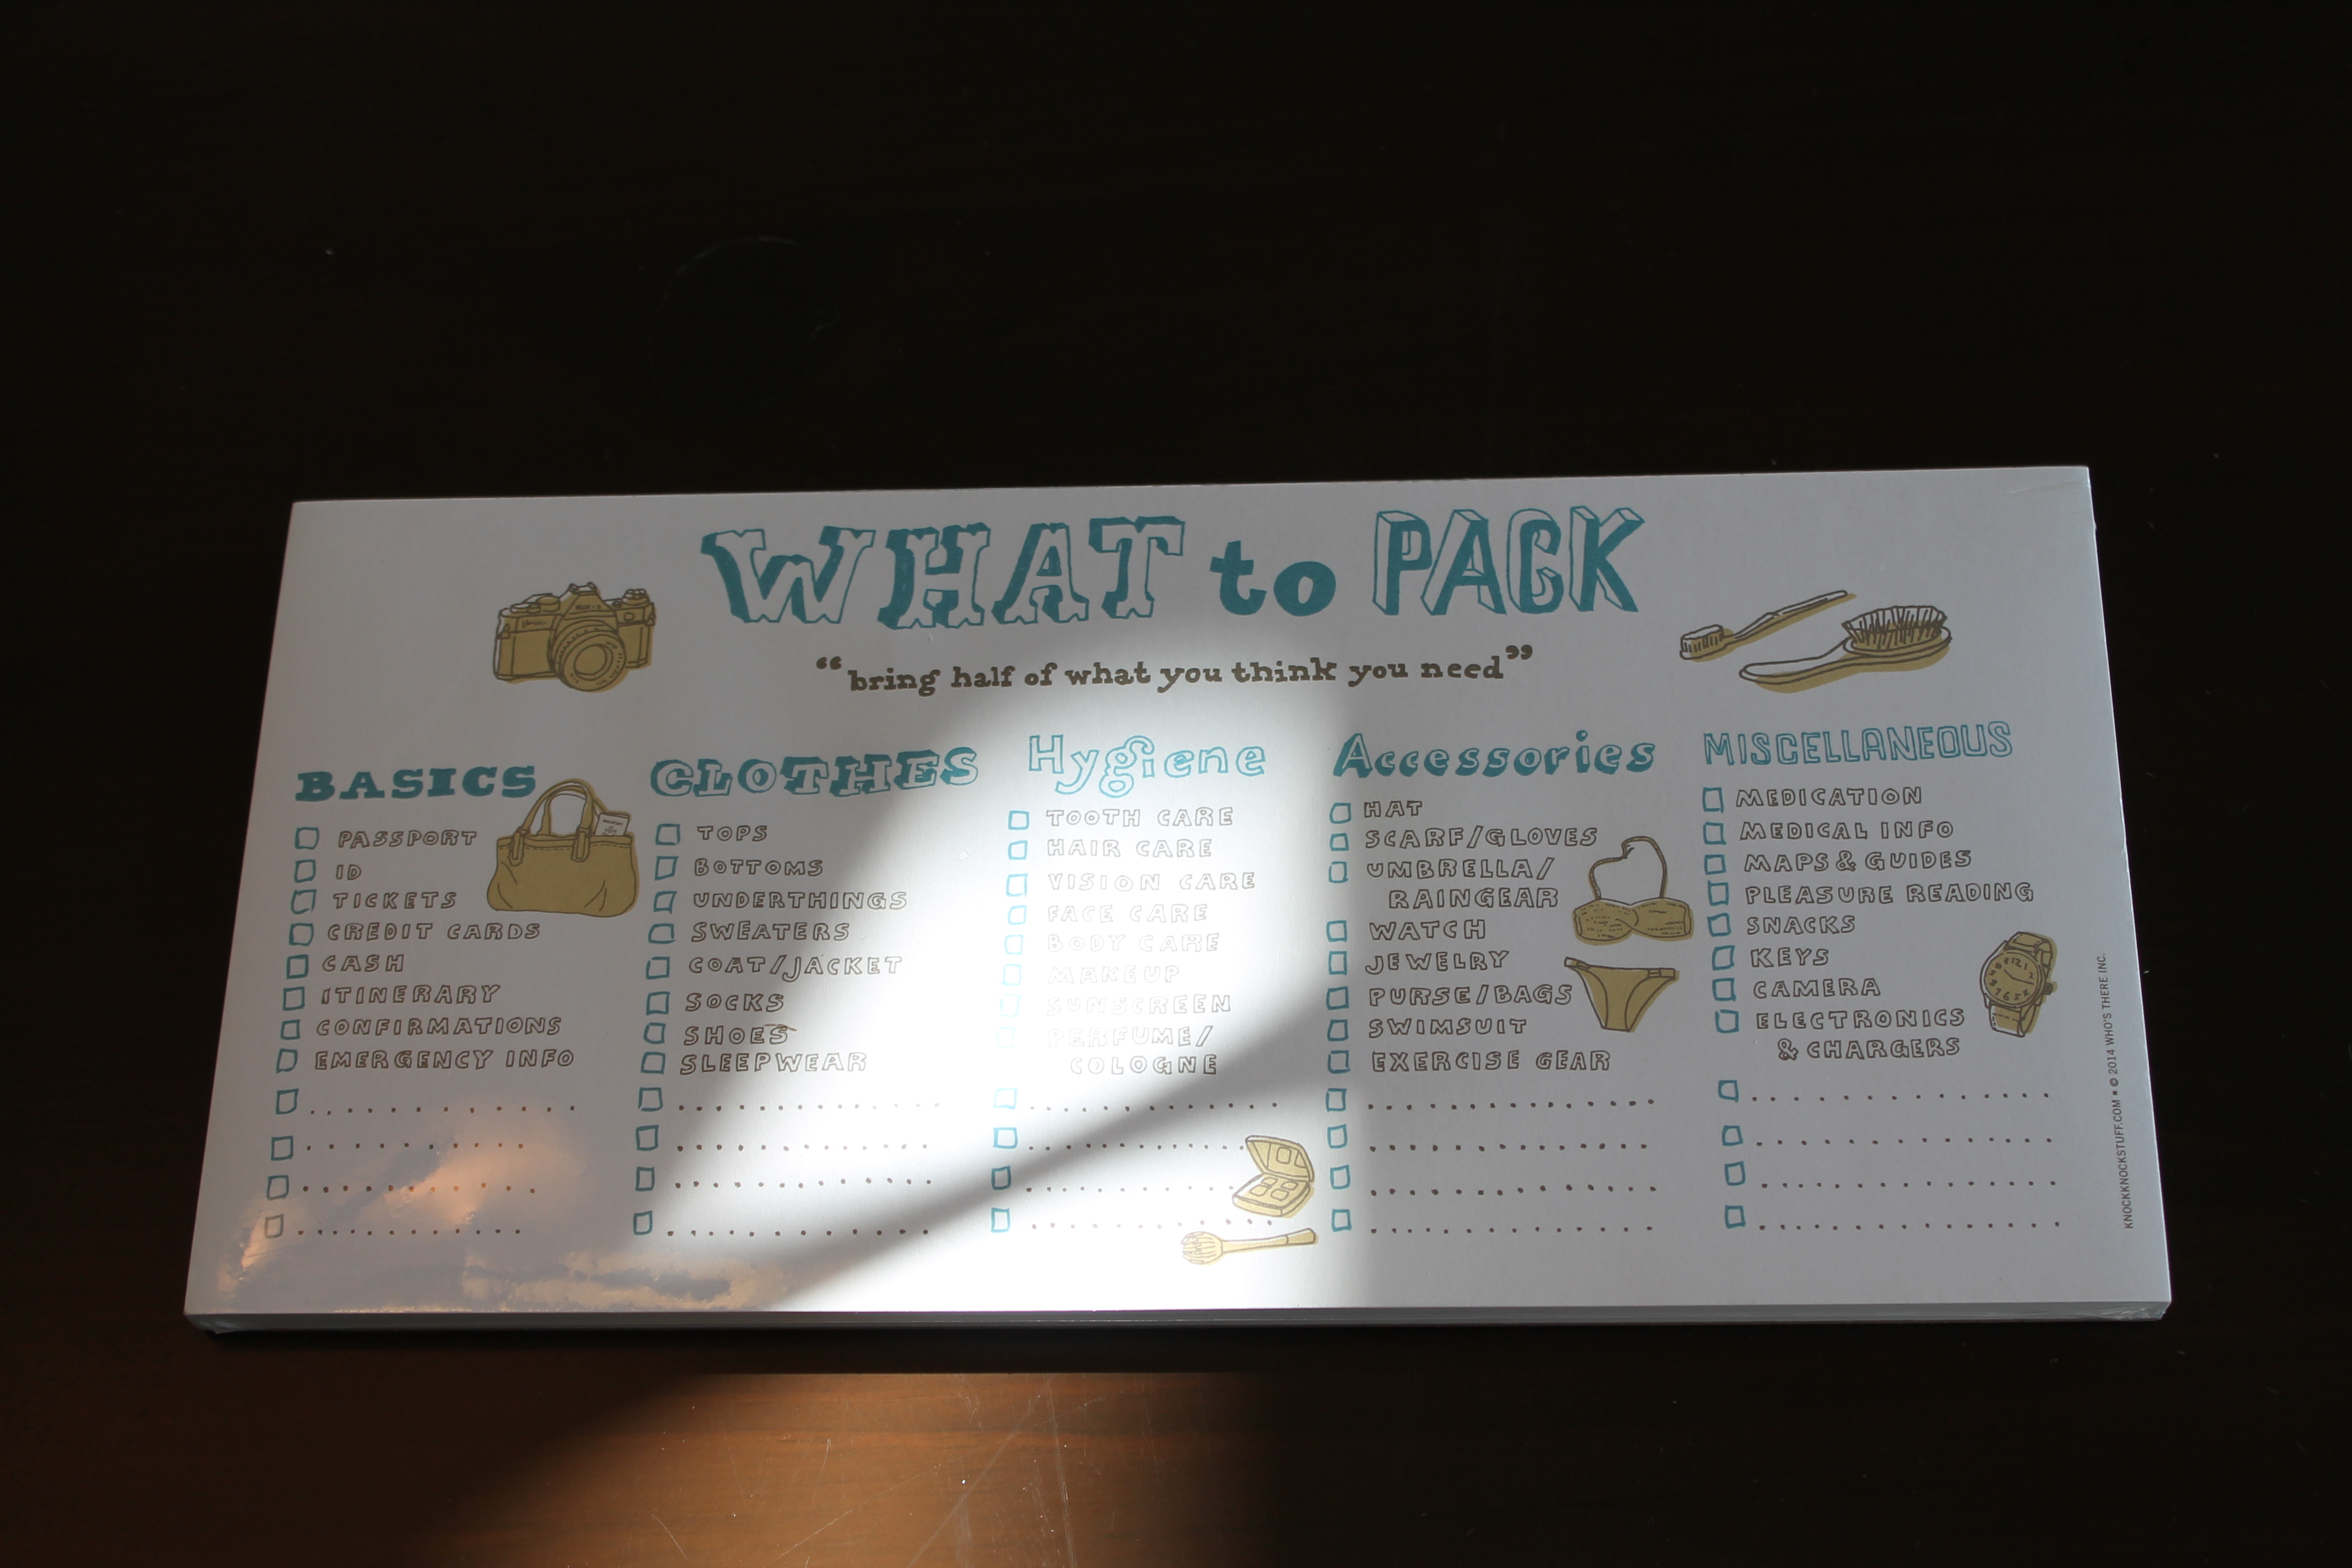 WHAT to PACK
“bring half of what you think you need”
BASICS
PASSPORT
ID
TICKETS
CREDIT CARDS
CASH
ITINERARY
CONFIRMATIONS
EMERGENCY INFO
CLOTHES
TOPS
BOTTOMS
UNDERTHINGS
SWEATERS
COAT/JACKET
SOCKS
SHOES
SLEEPWEAR
Hygiene
TOOTH CARE
HAIR CARE
VISION CARE
FACE CARE
BODY CARE
MAKEUP
SUNSCREEN
PERFUME/
COLOGNE
Accessories
HAT
SCARF/GLOVES
UMBRELLA/
RAINGEAR
WATCH
JEWELRY
PURSE/BAGS
SWIMSUIT
EXERCISE GEAR
MISCELLANEOUS
MEDICATION
MEDICAL INFO
MAPS & GUIDES
PLEASURE READING
SNACKS
KEYS
CAMERA
ELECTRONICS
& CHARGERS
KNOCKKNOCKSTUFF.COM • © 2014 WHO'S THERE INC.